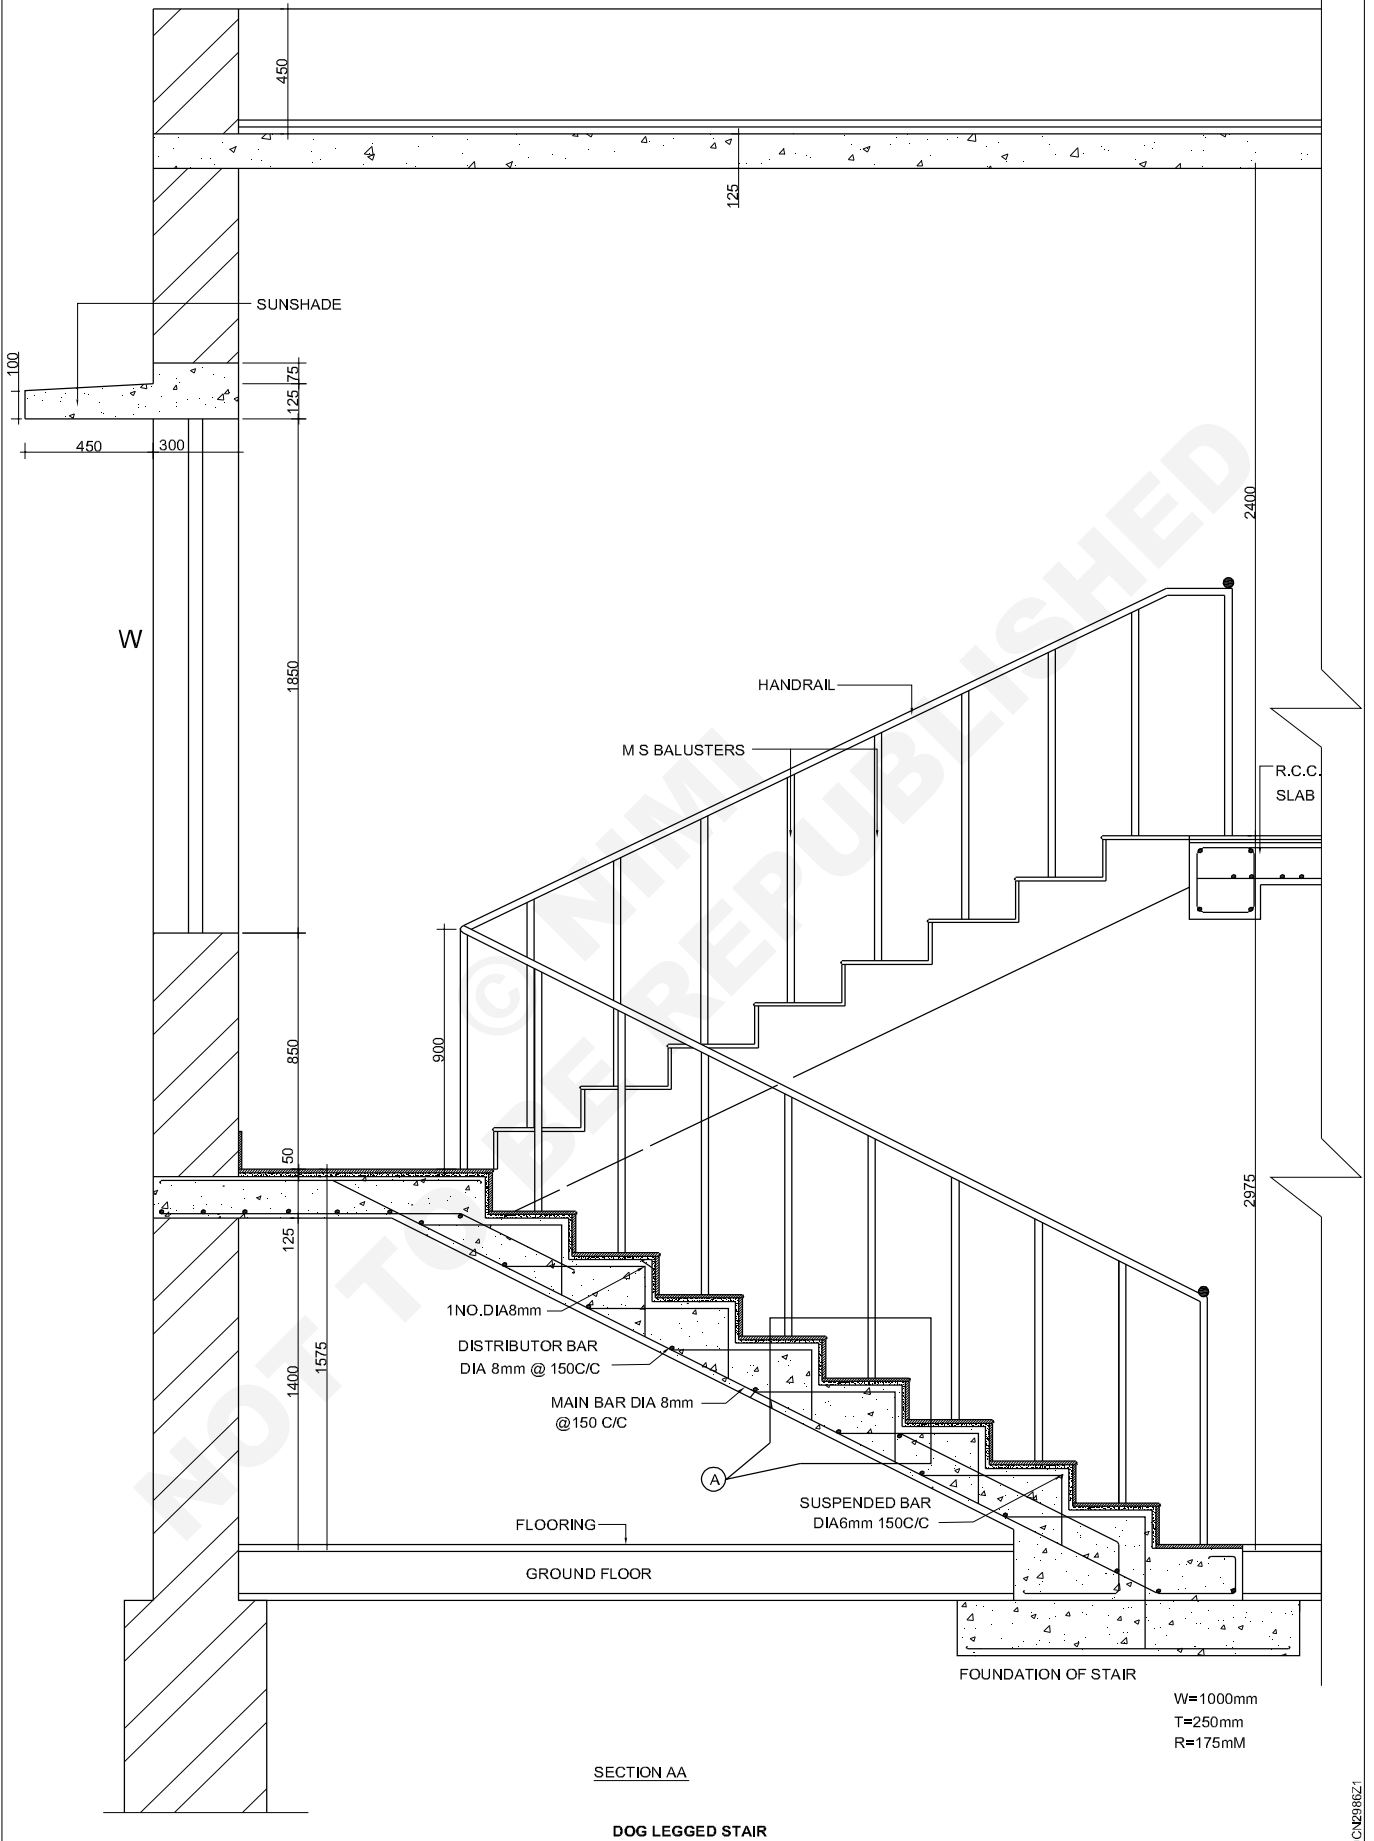 450
125
SUNSHADE
100
75
125
450
300
2400
W
1850
HANDRAIL
M S BALUSTERS
R.C.C.
SLAB
850
900
50
125
2975
1NO.DIA8mm
DISTRIBUTOR BAR
DIA 8mm @ 150C/C
MAIN BAR DIA 8mm
@150 C/C
1400
1575
A
SUSPENDED BAR
DIA6mm 150C/C
FLOORING
GROUND FLOOR
FOUNDATION OF STAIR
W=1000mm
T=250mm
R=175mM
SECTION AA
DOG LEGGED STAIR
CN2986Z1
© NIMI
NOT TO BE REPUBLISHED